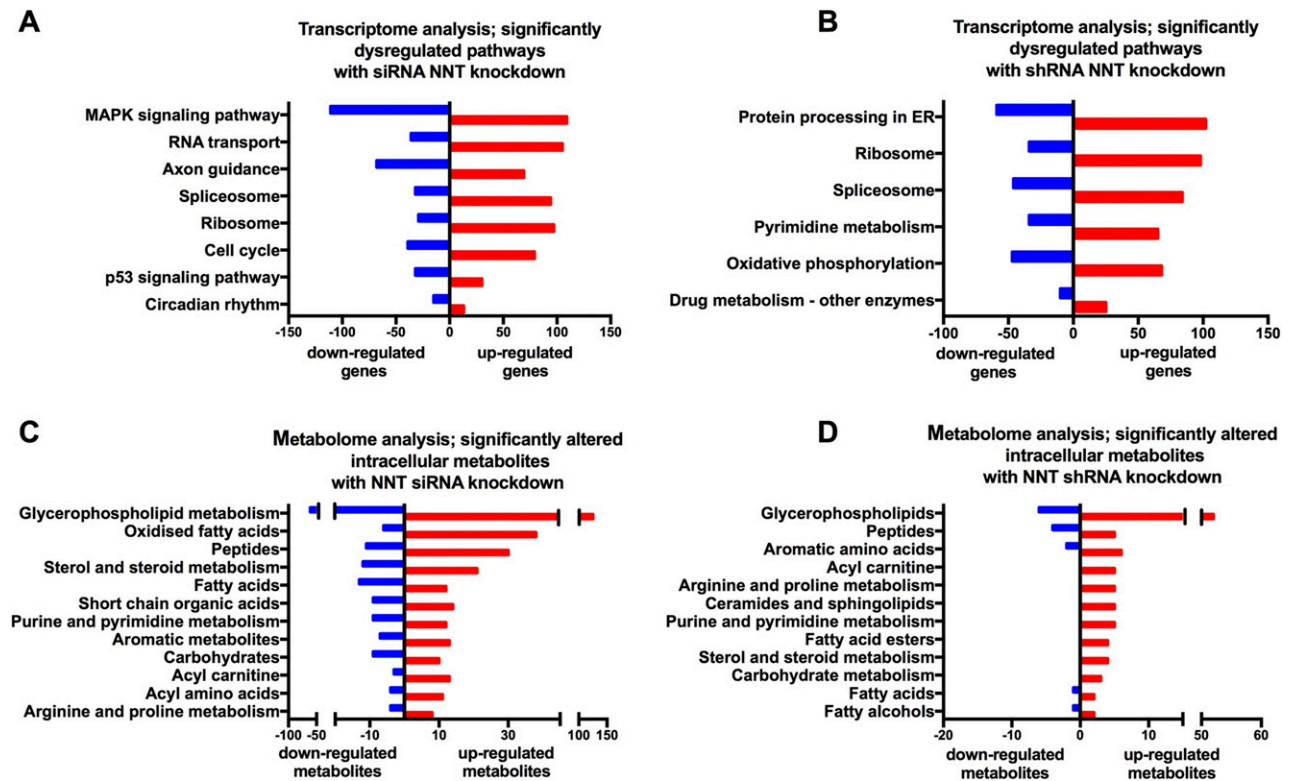 A
Transcriptome analysis; significantly
dysregulated pathways
with siRNA NNT knockdown
MAPK signaling pathway
RNA transport
Axon guidance
Spliceosome
Ribosome
Cell cycle
p53 signaling pathway
Circadian rhythm
-150 -100 -50 0 50 100 150
down-regulated genes
up-regulated genes
B
Transcriptome analysis; significantly
dysregulated pathways
with shRNA NNT knockdown
Protein processing in ER
Ribosome
Spliceosome
Pyrimidine metabolism
Oxidative phosphorylation
Drug metabolism - other enzymes
-100 -50 0 50 100 150
down-regulated genes
up-regulated genes
C
Metabolome analysis; significantly altered
intracellular metabolites
with NNT siRNA knockdown
Glycerophospholipid metabolism
Oxidised fatty acids
Peptides
Sterol and steroid metabolism
Fatty acids
Short chain organic acids
Purine and pyrimidine metabolism
Aromatic metabolites
Carbohydrates
Acyl carnitine
Acyl amino acids
Arginine and proline metabolism
-100 -50 -10 10 30 100 150
down-regulated metabolites
up-regulated metabolites
D
Metabolome analysis; significantly altered
intracellular metabolites
with NNT shRNA knockdown
Glycerophospholipids
Peptides
Aromatic amino acids
Acyl carnitine
Arginine and proline metabolism
Ceramides and sphingolipids
Purine and pyrimidine metabolism
Fatty acid esters
Sterol and steroid metabolism
Carbohydrate metabolism
Fatty acids
Fatty alcohols
-20 -10 0 10 50 60
down-regulated metabolites
up-regulated metabolites